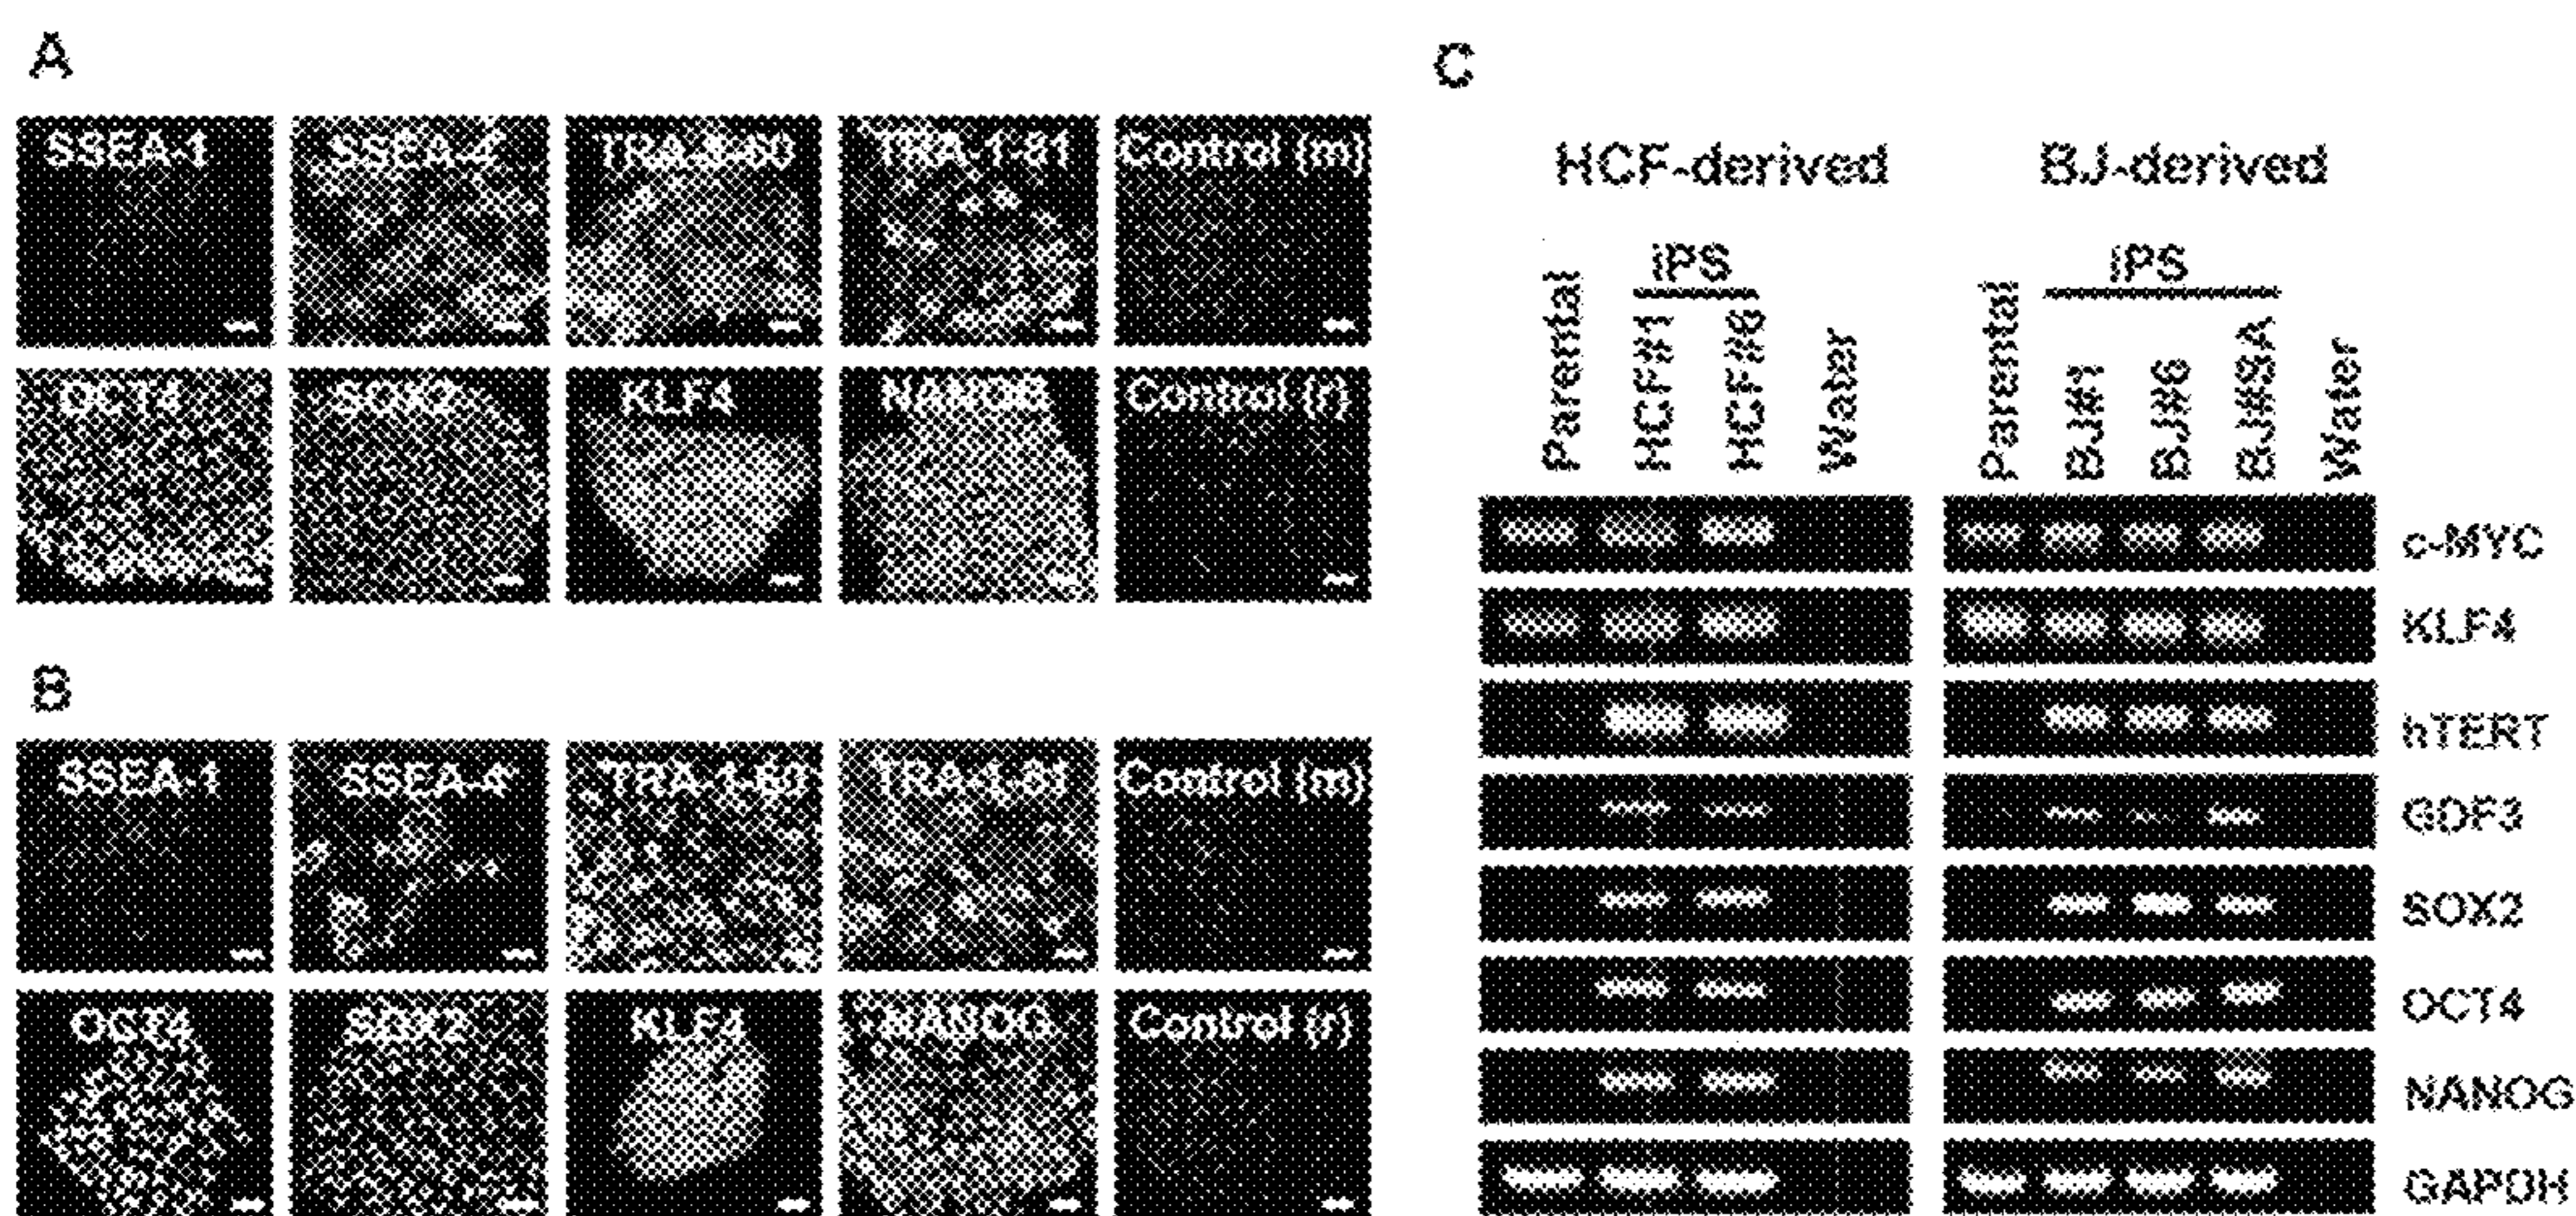 A
SSEA-1 SSEA-4 TRA-1-60 TRA-1-81 Control (m)
OCT4 SOX2 KLF4 NANOG Control (r)
B
SSEA-1 SSEA-4 TRA-1-60 TRA-1-81 Control (m)
OCT4 SOX2 KLF4 NANOG Control (r)
C
HCF-derived BJ-derived
iPS iPS
Parental HCF#1 HCF#6 Water Parental BJ#1 BJ#6 Water
c-MYC
KLF4
hTERT
GDF3
SOX2
OCT4
NANOG
GAPDH